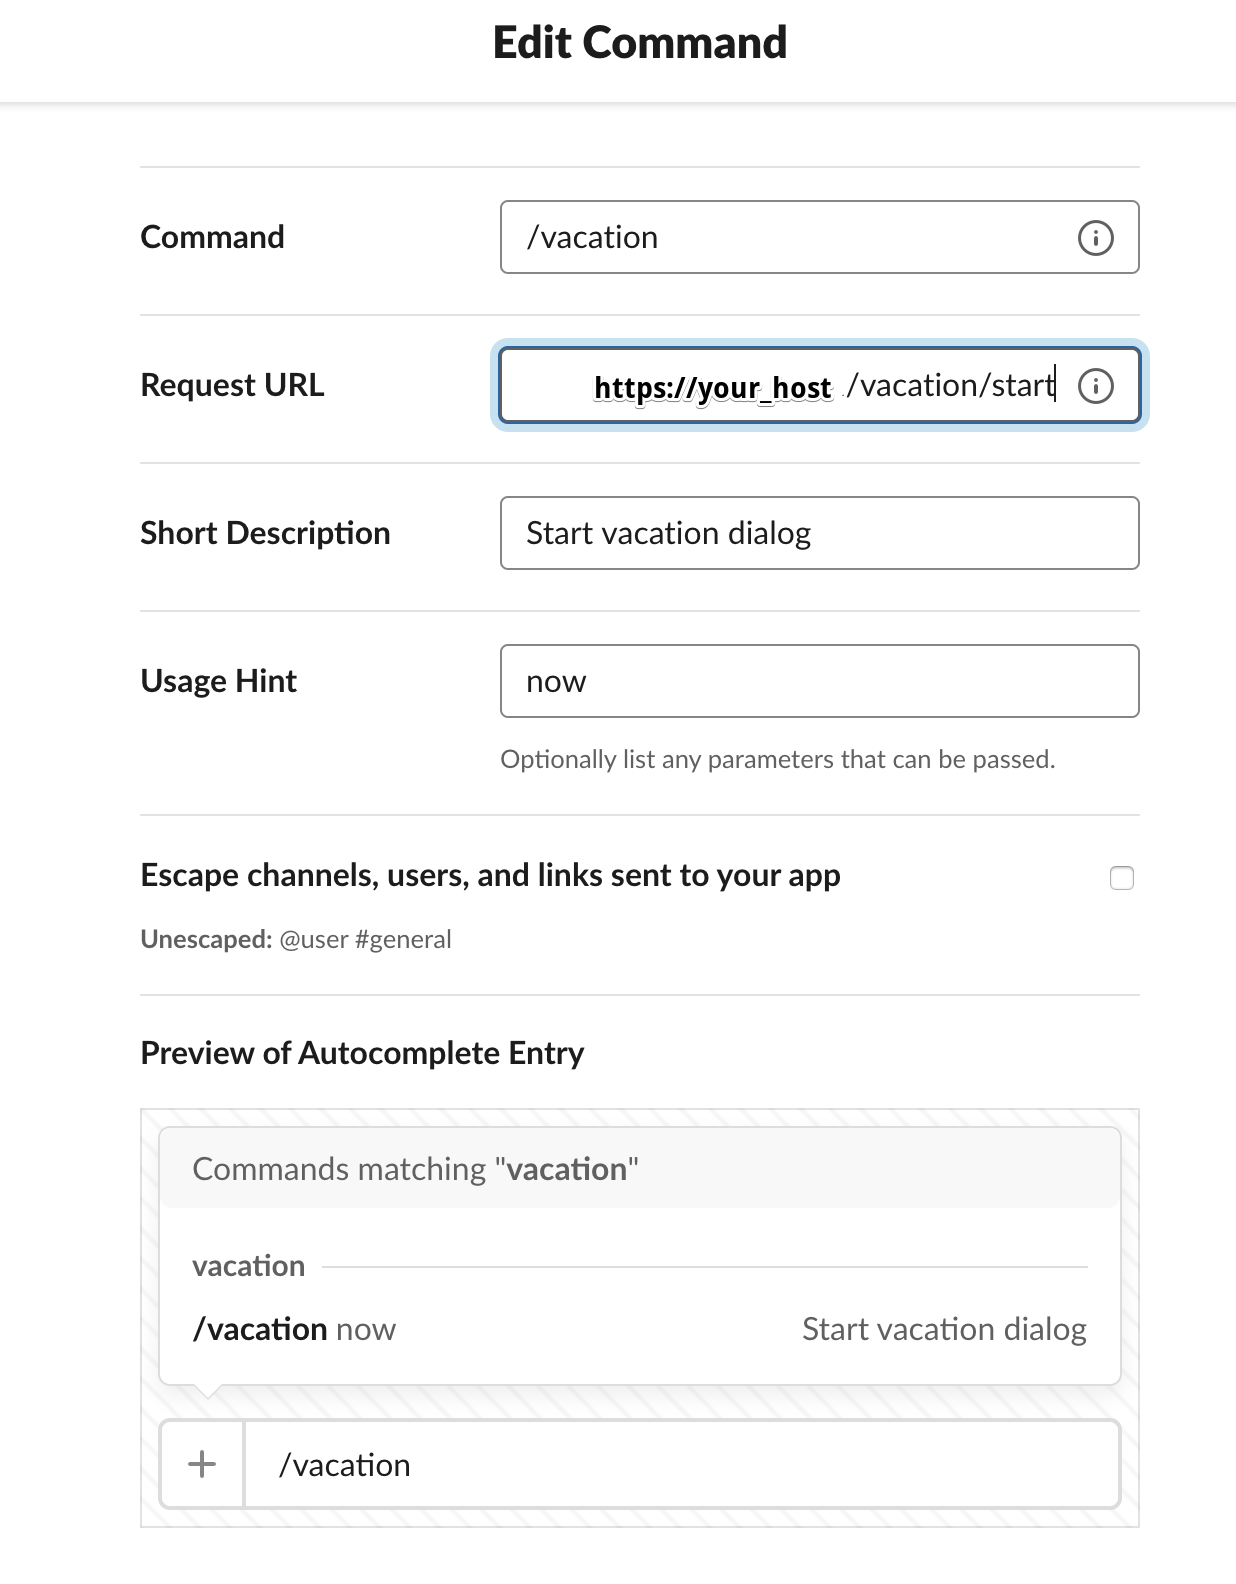 Edit Command
Command /vacation
Request URL https://your_host /vacation/start
Short Description Start vacation dialog
Usage Hint now
Optionally list any parameters that can be passed.
Escape channels, users, and links sent to your app
Unescaped: @user #general
Preview of Autocomplete Entry
Commands matching "vacation"
vacation
/vacation now Start vacation dialog
+ /vacation